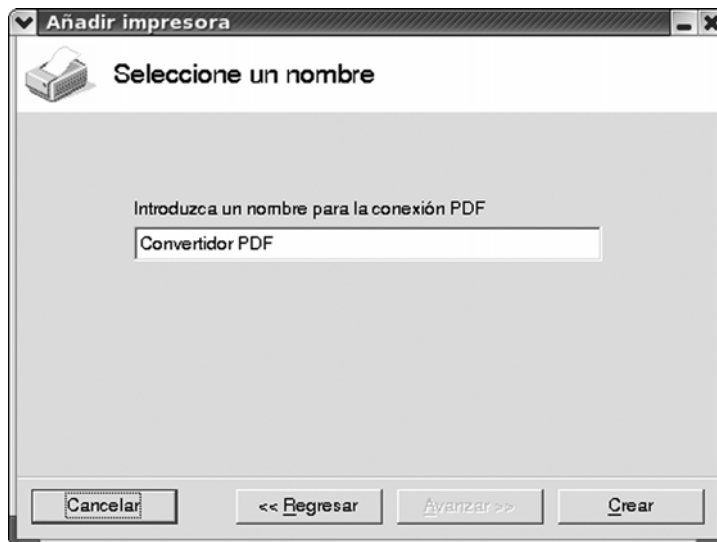 Añadir impresora
Seleccione un nombre
Introduzca un nombre para la conexión PDF
Convertidor PDF
Cancelar << Regresar Avanzar >> Crear